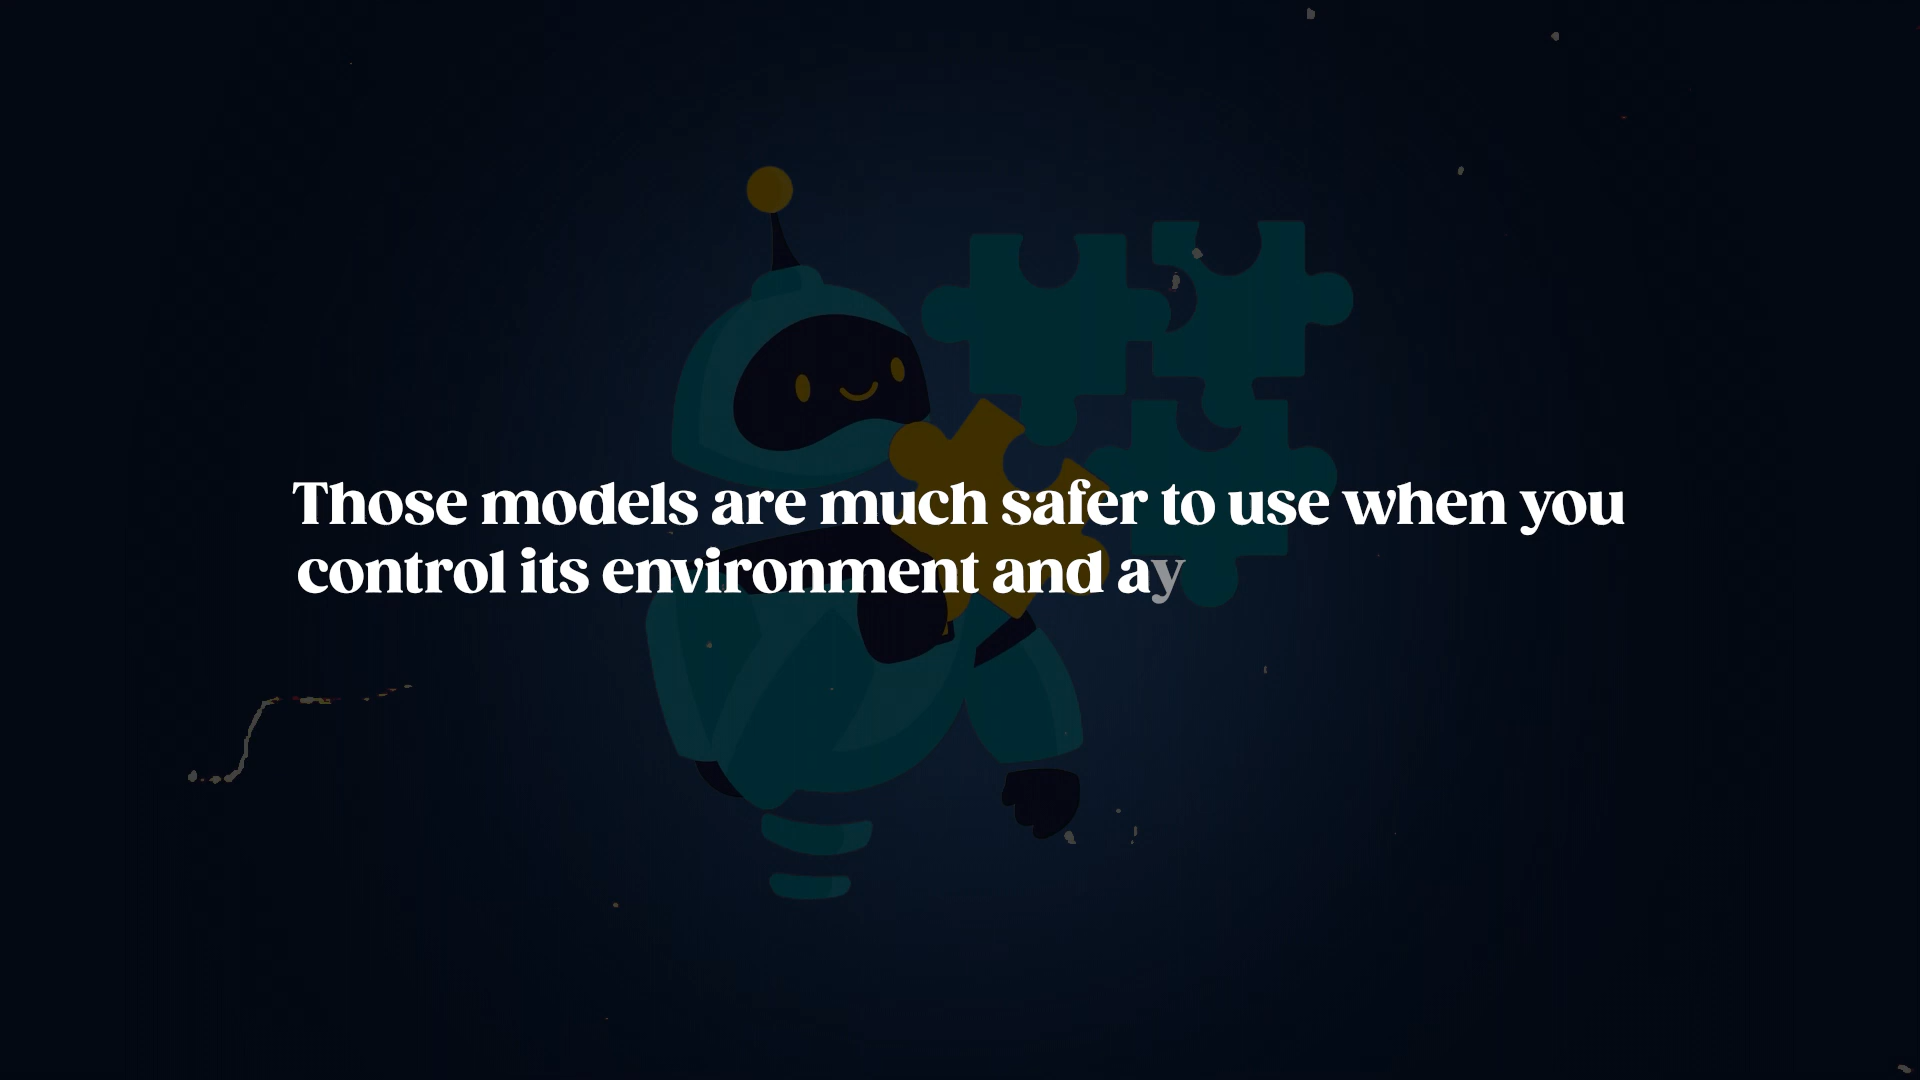 Those models are much safer to use when you
control its environment and ay